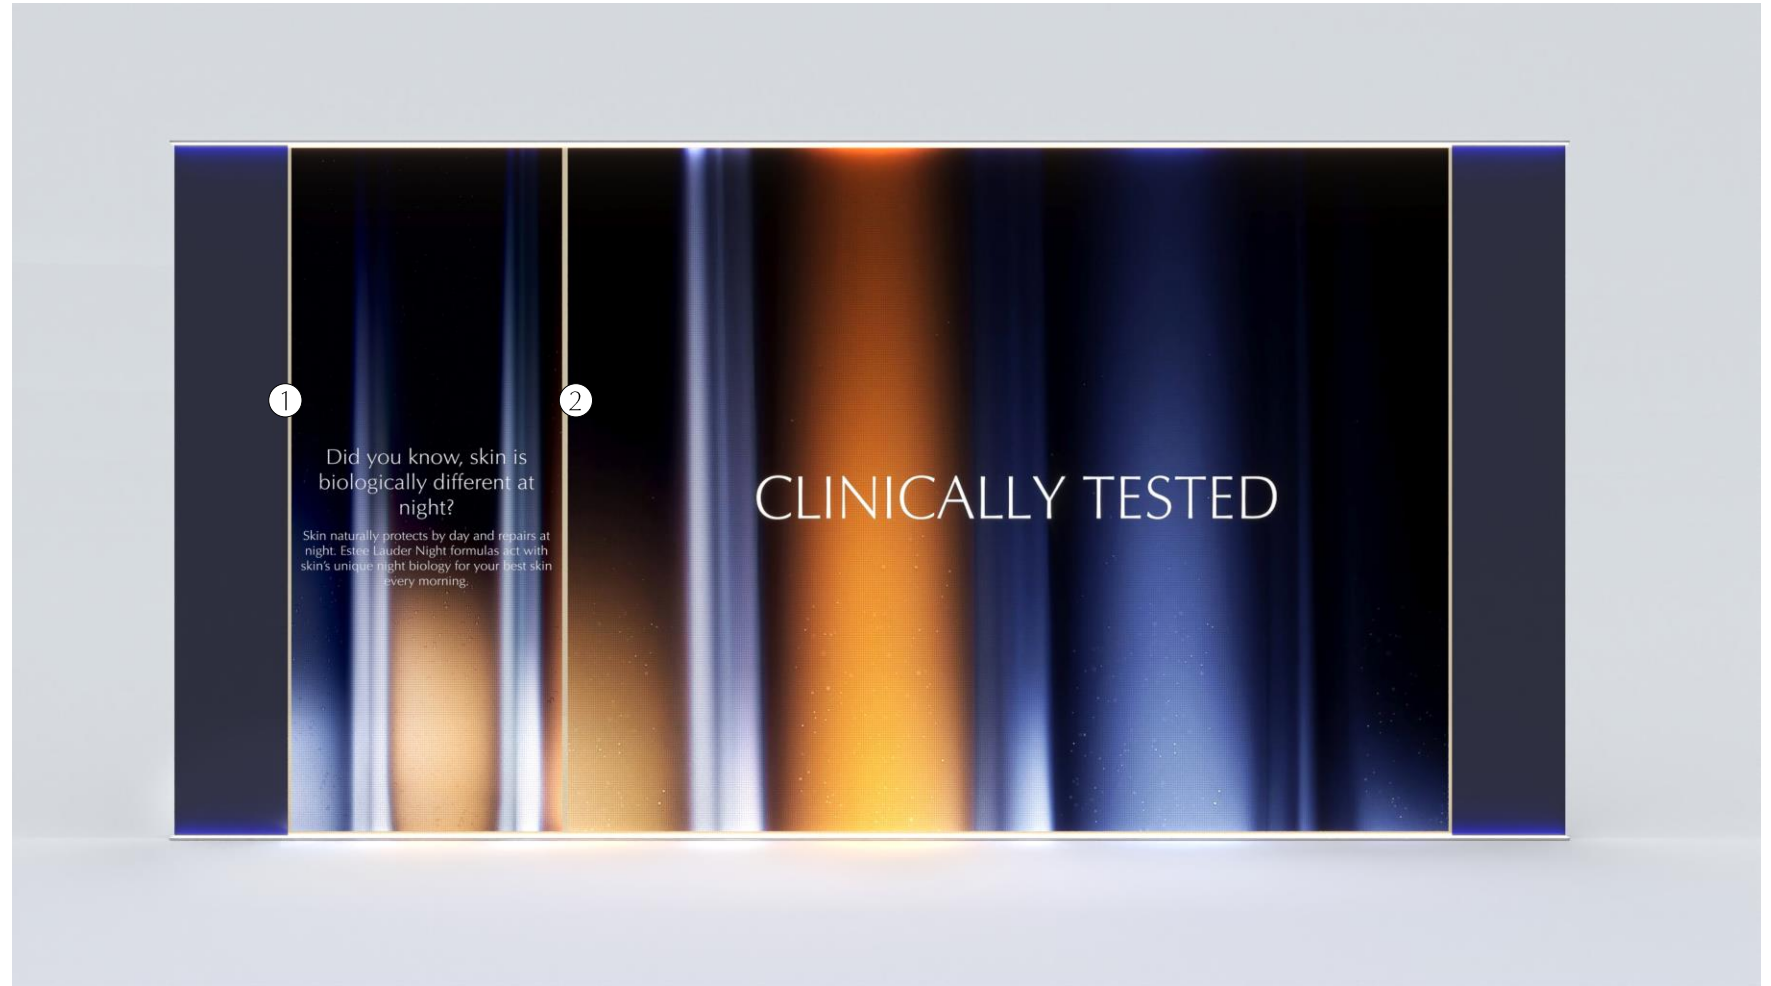 1
2
Did you know, skin is
biologically different at
night?
Skin naturally protects by day and repairs at
night. Estee Lauder Night formulas act with
skin's unique night biology for your best skin
every morning.
CLINICALLY TESTED